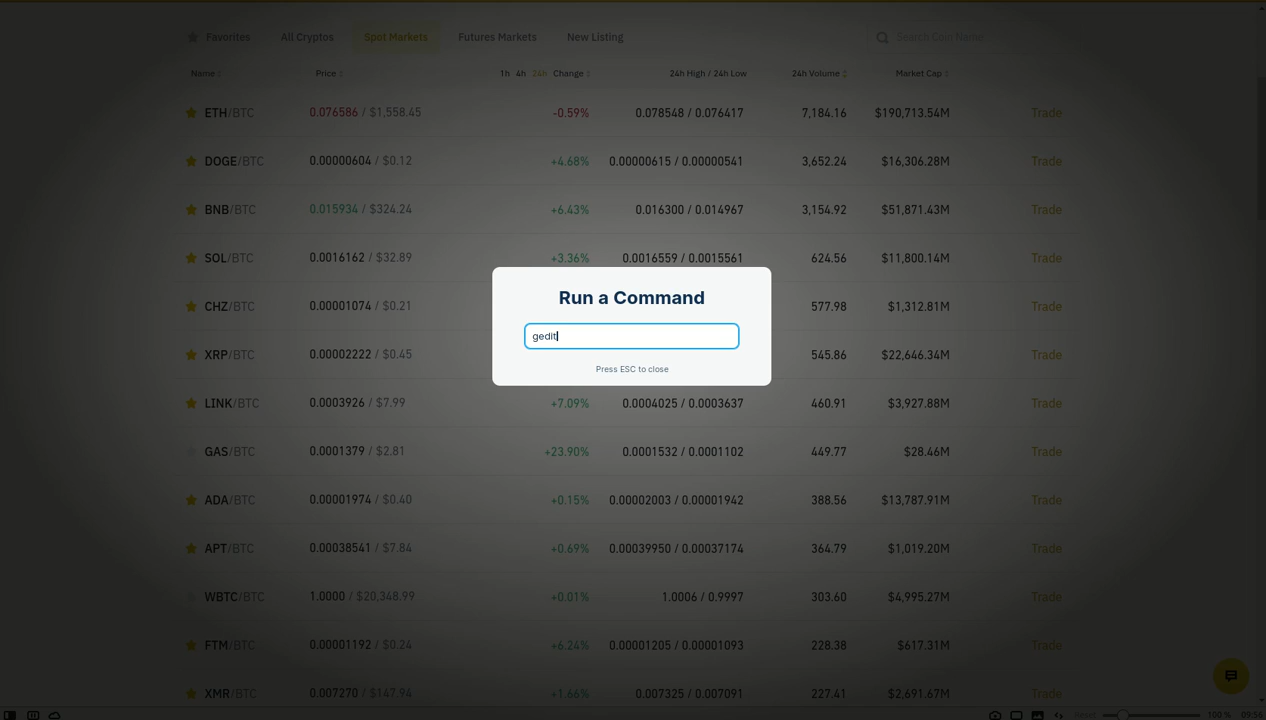 Favorites All Cryptos Spot Markets Futures Markets New Listing Search Coin Name
Name Price 1h 4h 24h Change 24h High / 24h Low 24h Volume Market Cap
ETH/BTC 0.076586 / $1,558.45 -0.59% 0.078548 / 0.076417 7,184.16 $190,713.54M Trade
DOGE/BTC 0.00000604 / $0.12 +4.68% 0.00000615 / 0.00000541 3,652.24 $16,306.28M Trade
BNB/BTC 0.015934 / $324.24 +6.43% 0.016300 / 0.014967 3,154.92 $51,871.43M Trade
SOL/BTC 0.0016162 / $32.89 +3.36% 0.0016559 / 0.0015561 624.56 $11,800.14M Trade
Run a Command
CHZ/BTC 0.00001074 / $0.21 577.98 $1,312.81M Trade
gedit
XRP/BTC 0.00002222 / $0.45 545.86 $22,646.34M Trade
Press ESC to close
LINK/BTC 0.0003926 / $7.99 +7.09% 0.0004025 / 0.0003637 460.91 $3,927.88M Trade
GAS/BTC 0.0001379 / $2.81 +23.90% 0.0001532 / 0.0001102 449.77 $28.46M Trade
ADA/BTC 0.00001974 / $0.40 +0.15% 0.00002003 / 0.00001942 388.56 $13,787.91M Trade
APT/BTC 0.00038541 / $7.84 +0.69% 0.00039950 / 0.00037174 364.79 $1,019.20M Trade
WBTC/BTC 1.0000 / $20,348.99 +0.01% 1.0006 / 0.9997 303.60 $4,995.27M Trade
FTM/BTC 0.00001192 / $0.24 +6.24% 0.00001205 / 0.00001093 228.38 $617.31M Trade
XMR/BTC 0.007270 / $147.94 +1.66% 0.007325 / 0.007091 227.41 $2,691.67M Trade
Reset 100 % 09:58